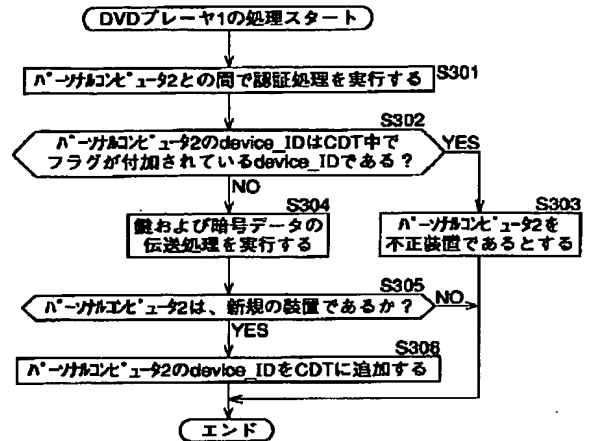 DVDプレーヤ1の処理スタート
S301
パーソナルコンピュータ2との間で認証処理を実行する
S302
パーソナルコンピュータ2のdevice_IDはCDT中で
フラグが付加されているdevice_IDである？
YES
NO
S304
鍵および暗号データの
伝送処理を実行する
S303
パーソナルコンピュータ2を
不正装置であるとする
S305
パーソナルコンピュータ2は、新規の装置であるか？
NO
YES
S306
パーソナルコンピュータ2のdevice_IDをCDTに追加する
エンド